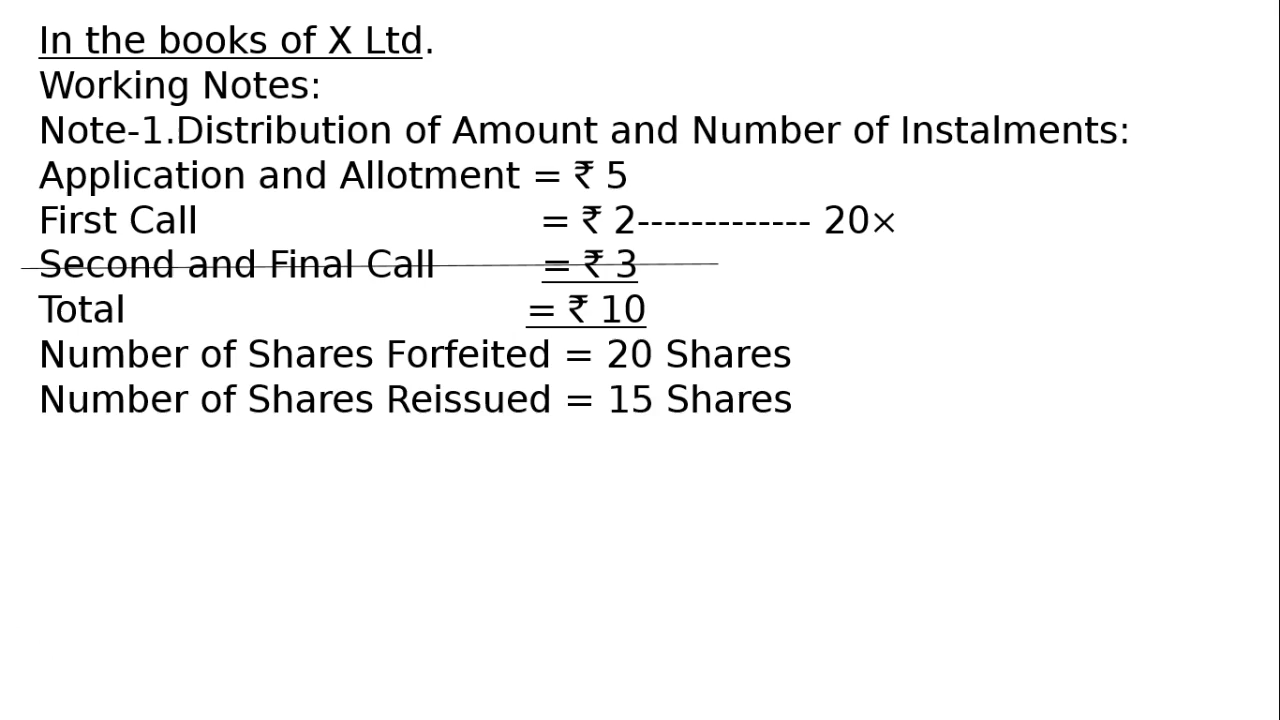 In the books of X Ltd.
Working Notes:
Note-1.Distribution of Amount and Number of Instalments:
Application and Allotment = ₹ 5
First Call = ₹ 2------------- 20×
Second and Final Call = ₹ 3
Total = ₹ 10
Number of Shares Forfeited = 20 Shares
Number of Shares Reissued = 15 Shares